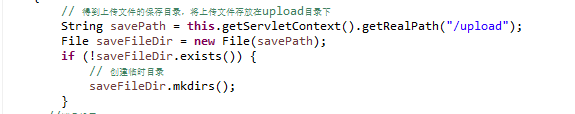 {
// 得到上传文件的保存目录，将上传文件存放在upload目录下
String savePath = this.getServletContext().getRealPath("/upload");
File saveFileDir = new File(savePath);
if (!saveFileDir.exists()) {
// 创建临时目录
saveFileDir.mkdirs();
}